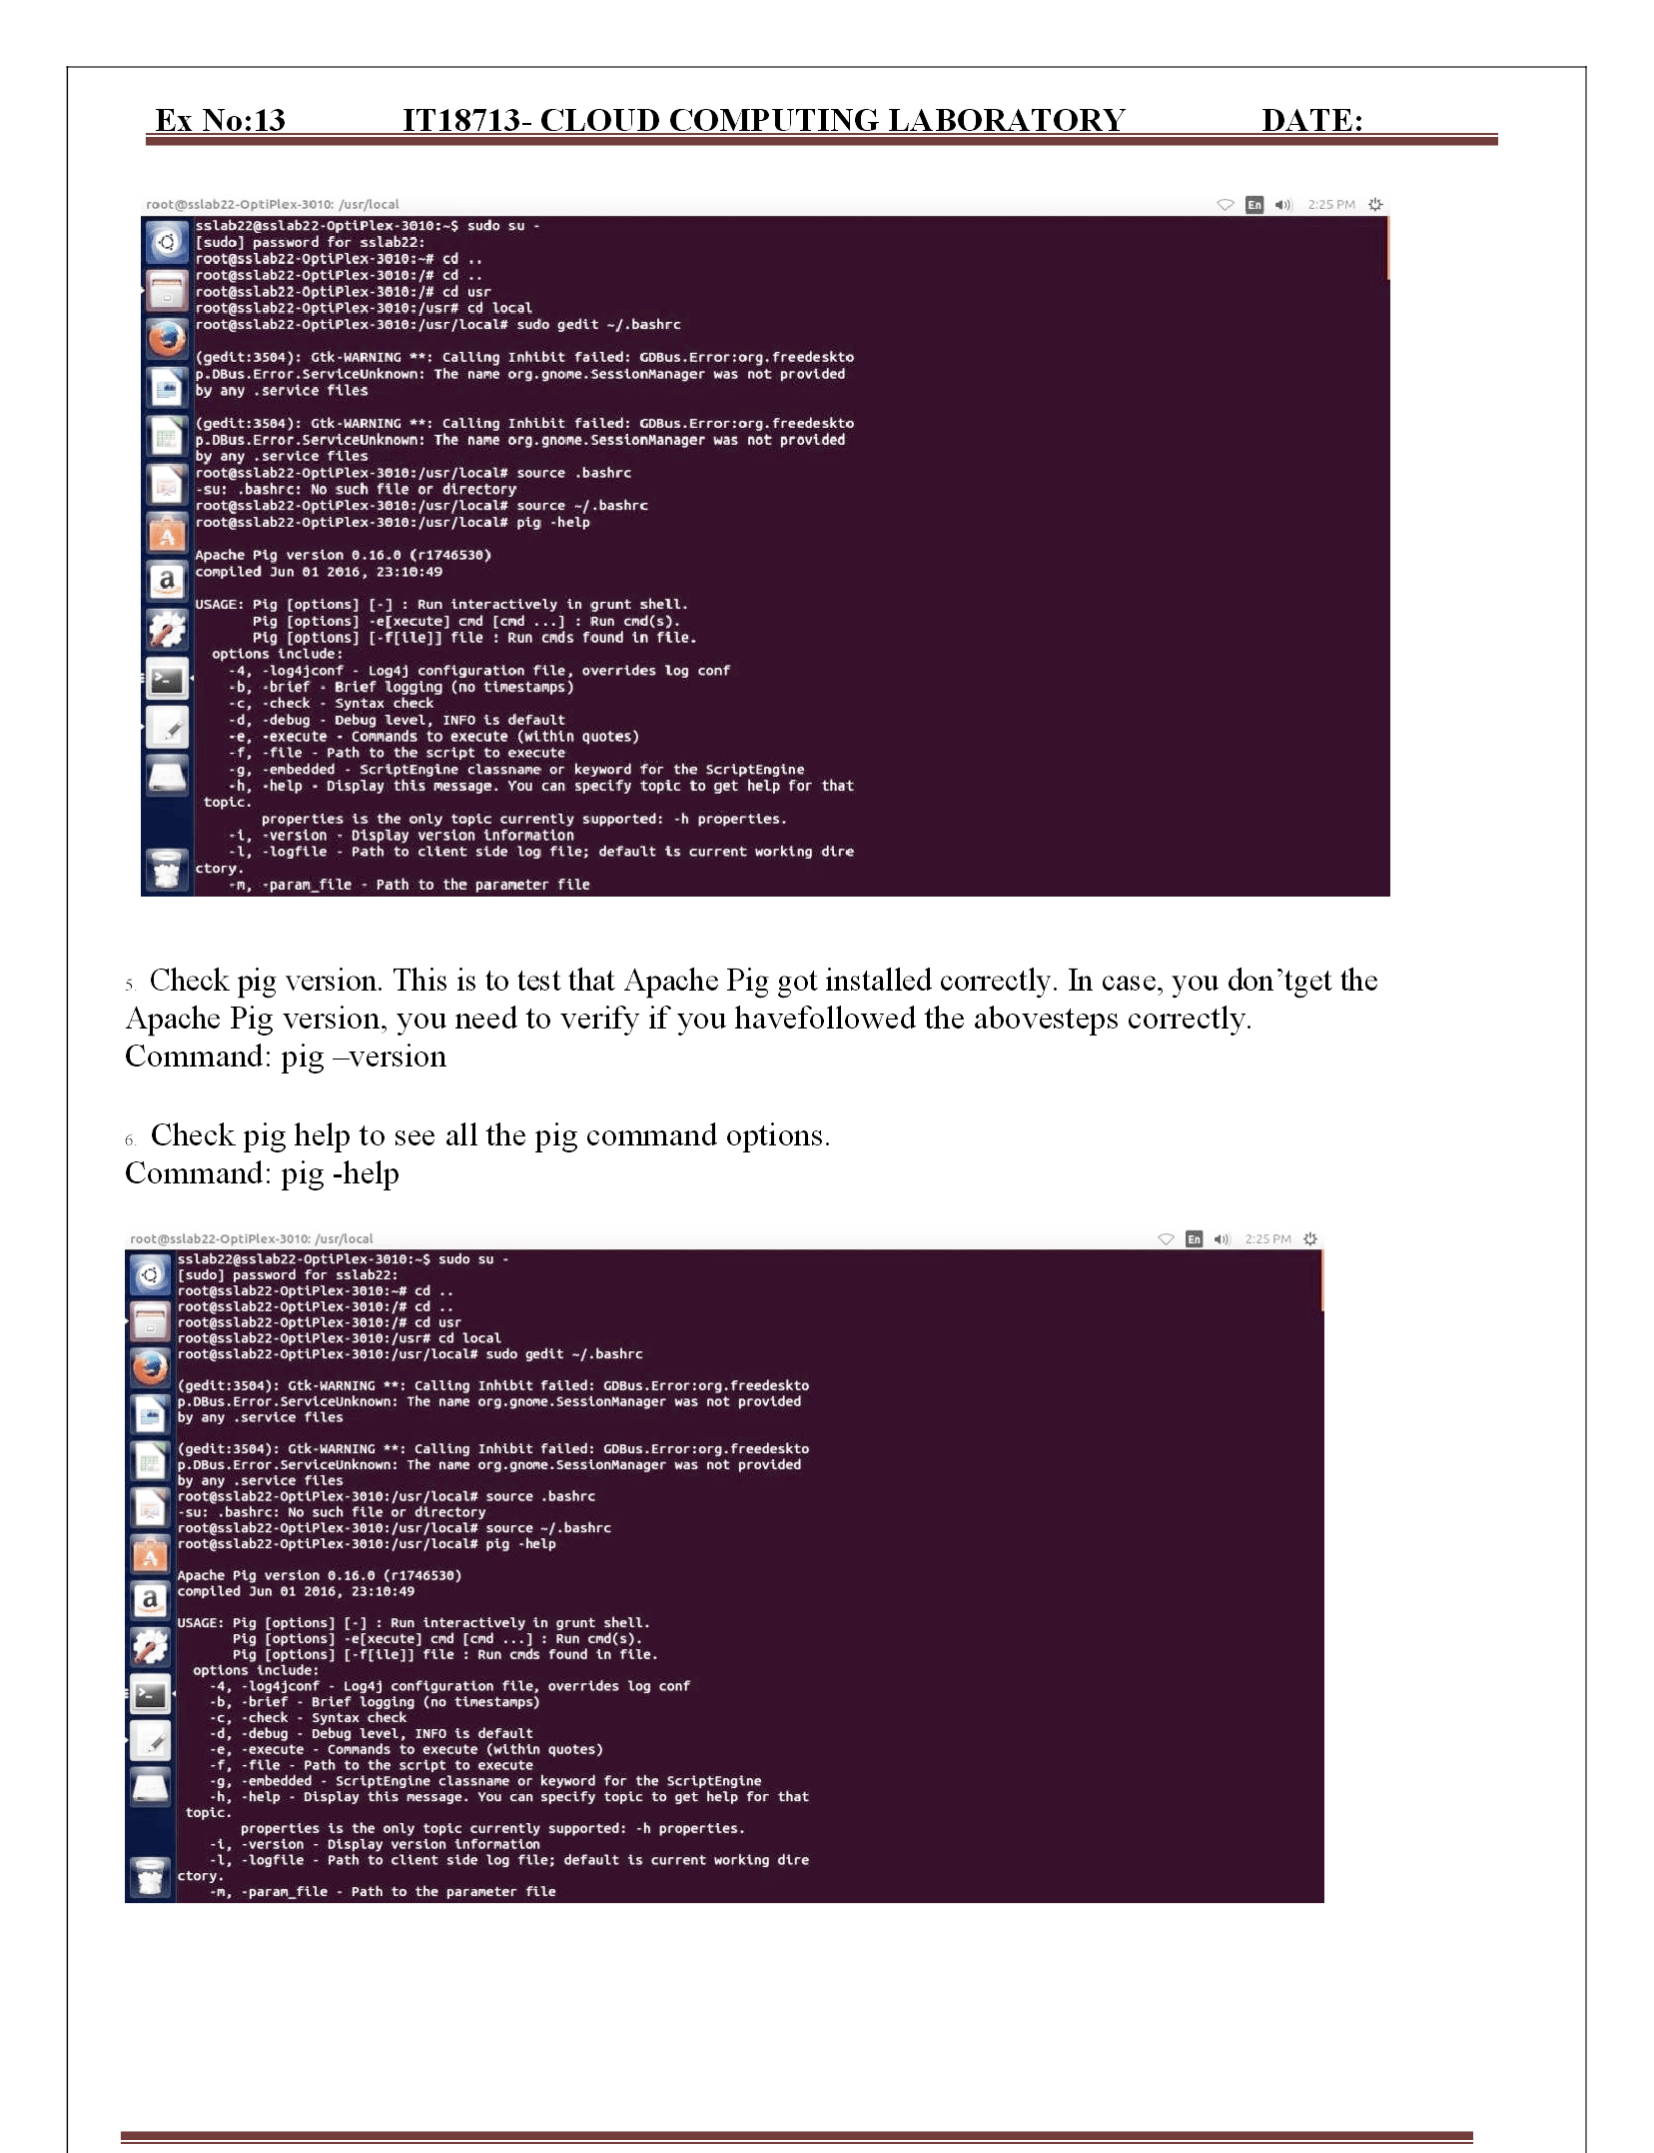 Ex No:13 IT18713- CLOUD COMPUTING LABORATORY DATE:
root@sslab22-OptiPlex-3010: /usr/local En 2:25 PM
sslab22@sslab22-OptiPlex-3010:~$ sudo su -
[sudo] password for sslab22:
root@sslab22-OptiPlex-3010:~# cd ..
root@sslab22-OptiPlex-3010:/# cd ..
root@sslab22-OptiPlex-3010:/# cd usr
root@sslab22-OptiPlex-3010:/usr# cd local
root@sslab22-OptiPlex-3010:/usr/local# sudo gedit ~/.bashrc
(gedit:3504): Gtk-WARNING **: Calling Inhibit failed: GDBus.Error:org.freedeskto
p.DBus.Error.ServiceUnknown: The name org.gnome.SessionManager was not provided
by any .service files
(gedit:3504): Gtk-WARNING **: Calling Inhibit failed: GDBus.Error:org.freedeskto
p.DBus.Error.ServiceUnknown: The name org.gnome.SessionManager was not provided
by any .service files
root@sslab22-OptiPlex-3010:/usr/local# source .bashrc
-su: .bashrc: No such file or directory
root@sslab22-OptiPlex-3010:/usr/local# source ~/.bashrc
root@sslab22-OptiPlex-3010:/usr/local# pig -help
Apache Pig version 0.16.0 (r1746530)
compiled Jun 01 2016, 23:10:49
USAGE: Pig [options] [-] : Run interactively in grunt shell.
Pig [options] -e[xecute] cmd [cmd ...] : Run cmd(s).
Pig [options] [-f[ile]] file : Run cmds found in file.
options include:
-4, -log4jconf - Log4j configuration file, overrides log conf
-b, -brief - Brief logging (no timestamps)
-c, -check - Syntax check
-d, -debug - Debug level, INFO is default
-e, -execute - Commands to execute (within quotes)
-f, -file - Path to the script to execute
-g, -embedded - ScriptEngine classname or keyword for the ScriptEngine
-h, -help - Display this message. You can specify topic to get help for that
topic.
properties is the only topic currently supported: -h properties.
-i, -version - Display version information
-l, -logfile - Path to client side log file; default is current working dire
ctory.
-m, -param_file - Path to the parameter file
5. Check pig version. This is to test that Apache Pig got installed correctly. In case, you don’tget the
Apache Pig version, you need to verify if you havefollowed the abovesteps correctly.
Command: pig –version
6. Check pig help to see all the pig command options.
Command: pig -help
root@sslab22-OptiPlex-3010: /usr/local En 2:25 PM
sslab22@sslab22-OptiPlex-3010:~$ sudo su -
[sudo] password for sslab22:
root@sslab22-OptiPlex-3010:~# cd ..
root@sslab22-OptiPlex-3010:/# cd ..
root@sslab22-OptiPlex-3010:/# cd usr
root@sslab22-OptiPlex-3010:/usr# cd local
root@sslab22-OptiPlex-3010:/usr/local# sudo gedit ~/.bashrc
(gedit:3504): Gtk-WARNING **: Calling Inhibit failed: GDBus.Error:org.freedeskto
p.DBus.Error.ServiceUnknown: The name org.gnome.SessionManager was not provided
by any .service files
(gedit:3504): Gtk-WARNING **: Calling Inhibit failed: GDBus.Error:org.freedeskto
p.DBus.Error.ServiceUnknown: The name org.gnome.SessionManager was not provided
by any .service files
root@sslab22-OptiPlex-3010:/usr/local# source .bashrc
-su: .bashrc: No such file or directory
root@sslab22-OptiPlex-3010:/usr/local# source ~/.bashrc
root@sslab22-OptiPlex-3010:/usr/local# pig -help
Apache Pig version 0.16.0 (r1746530)
compiled Jun 01 2016, 23:10:49
USAGE: Pig [options] [-] : Run interactively in grunt shell.
Pig [options] -e[xecute] cmd [cmd ...] : Run cmd(s).
Pig [options] [-f[ile]] file : Run cmds found in file.
options include:
-4, -log4jconf - Log4j configuration file, overrides log conf
-b, -brief - Brief logging (no timestamps)
-c, -check - Syntax check
-d, -debug - Debug level, INFO is default
-e, -execute - Commands to execute (within quotes)
-f, -file - Path to the script to execute
-g, -embedded - ScriptEngine classname or keyword for the ScriptEngine
-h, -help - Display this message. You can specify topic to get help for that
topic.
properties is the only topic currently supported: -h properties.
-i, -version - Display version information
-l, -logfile - Path to client side log file; default is current working dire
ctory.
-m, -param_file - Path to the parameter file